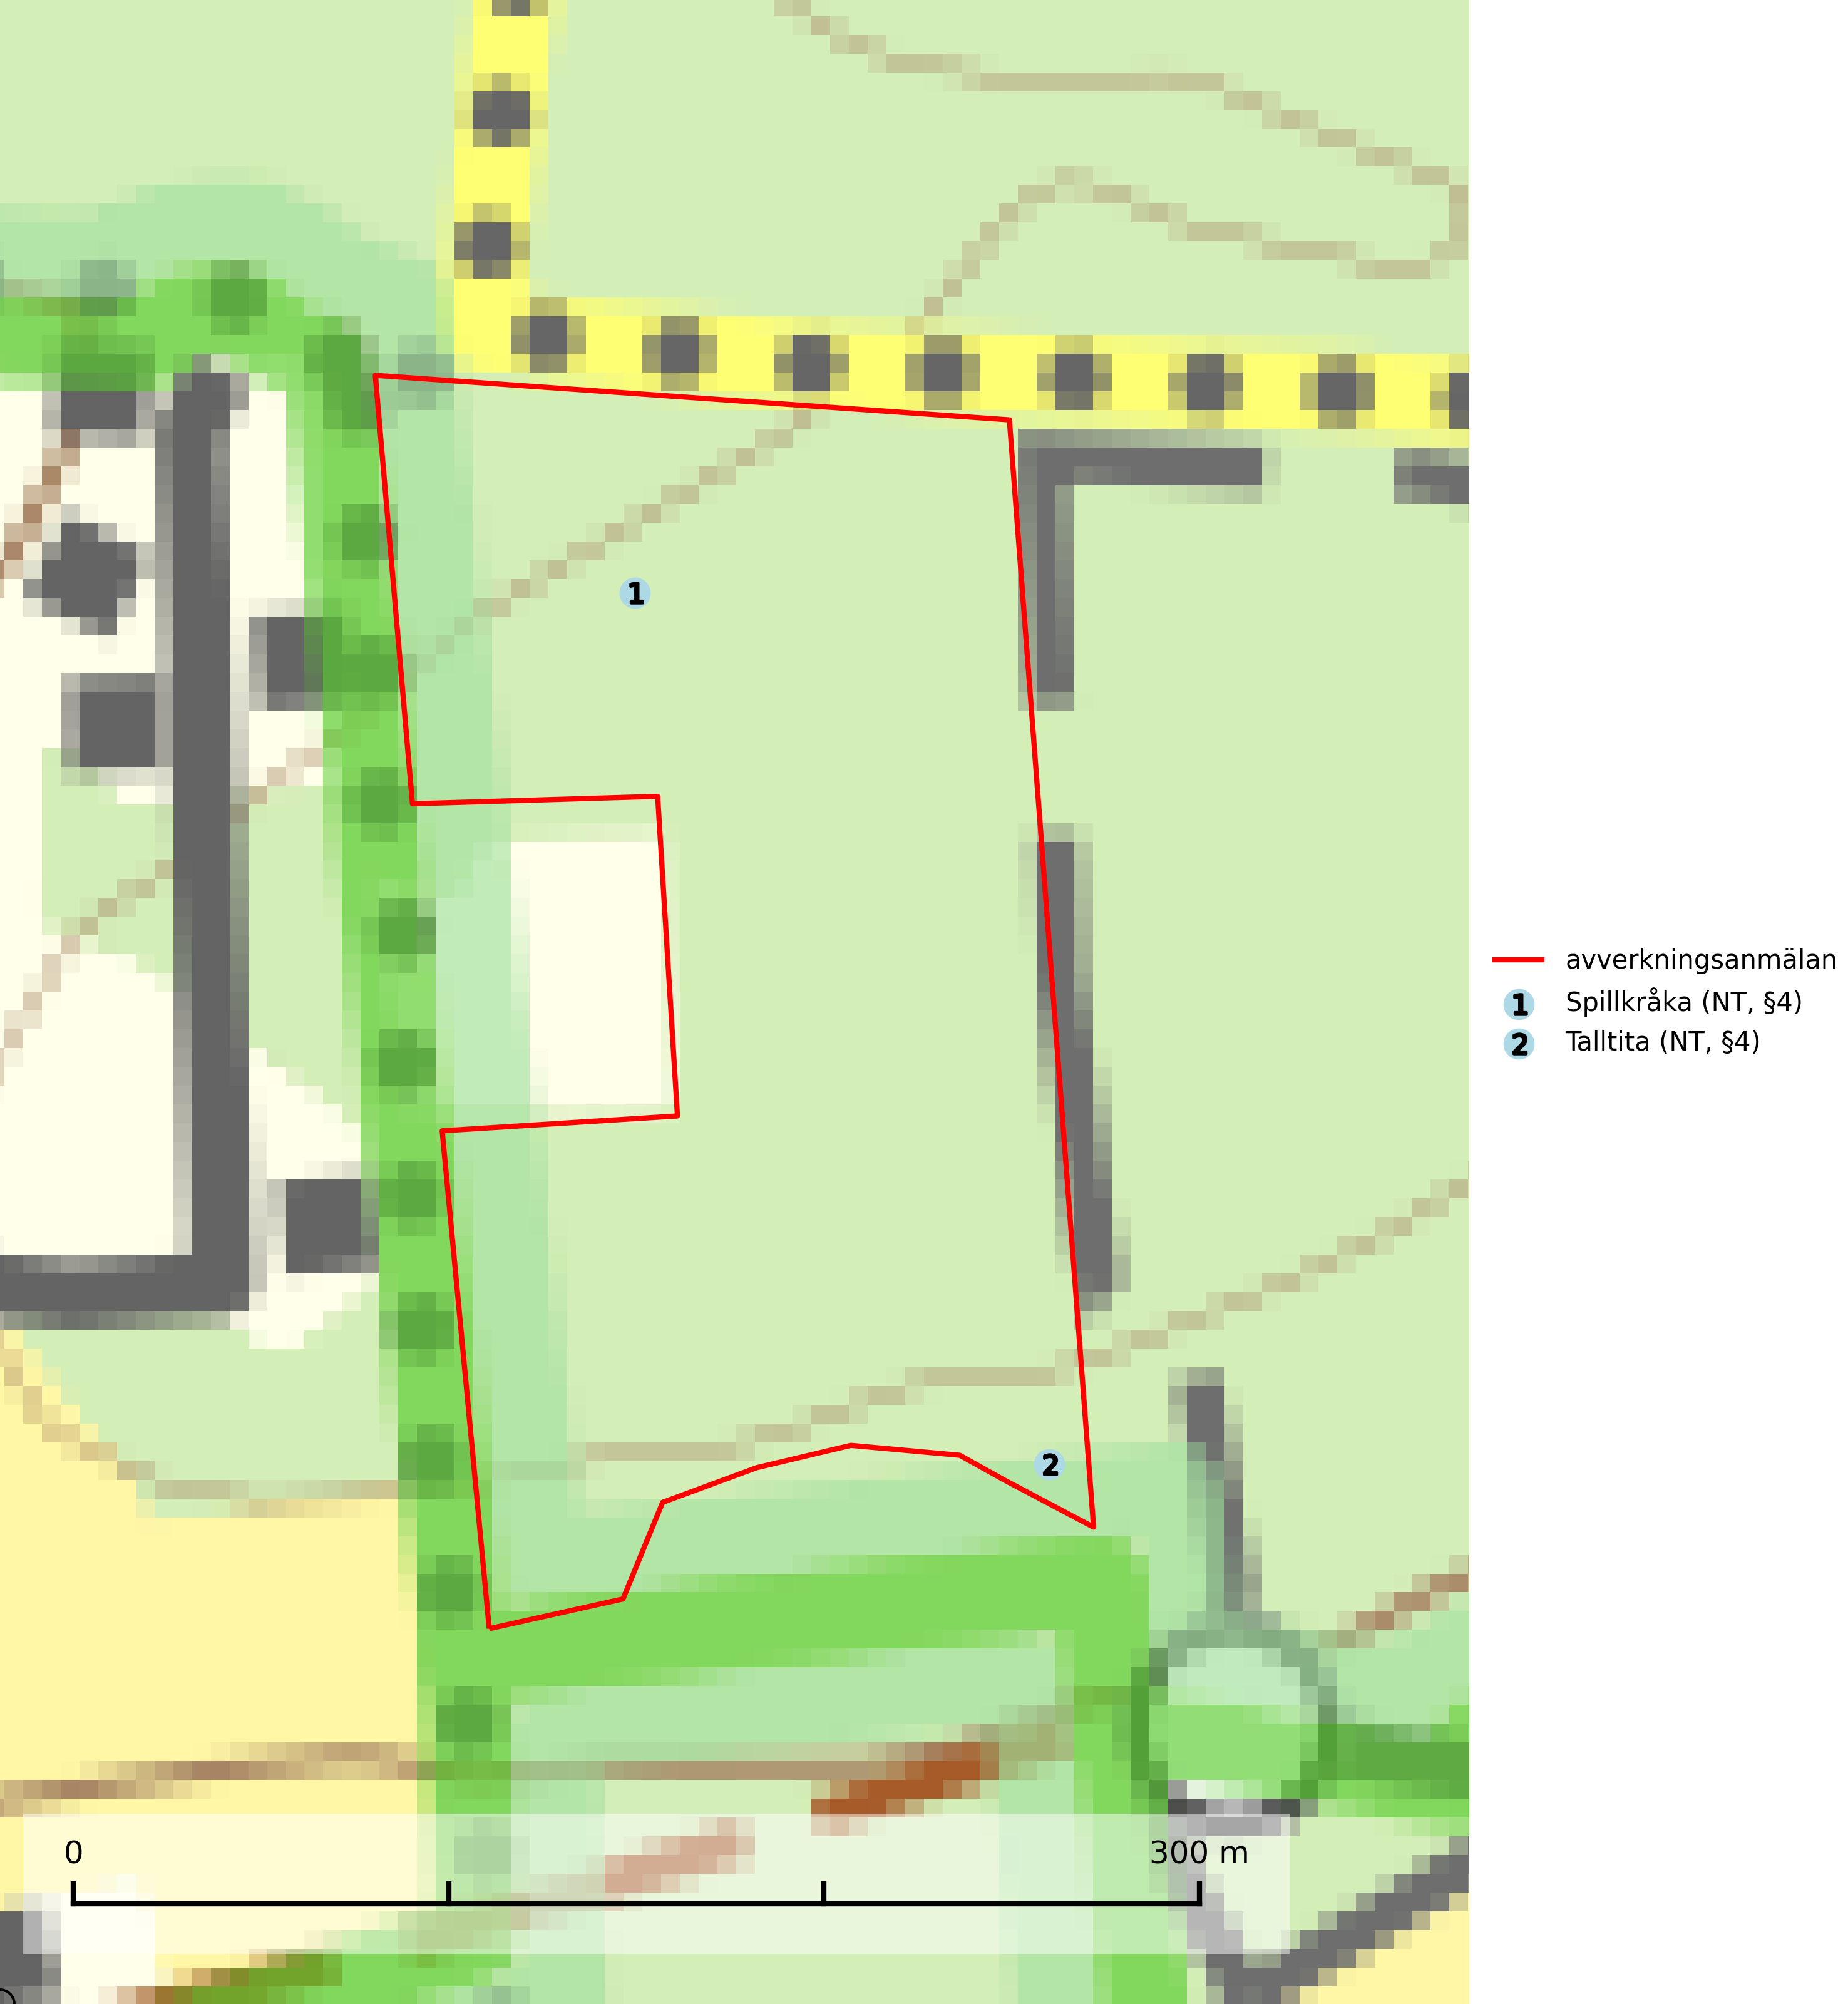 1
avverkningsanmälan
1 Spillkråka (NT, §4)
2 Talltita (NT, §4)
2
0 300 m